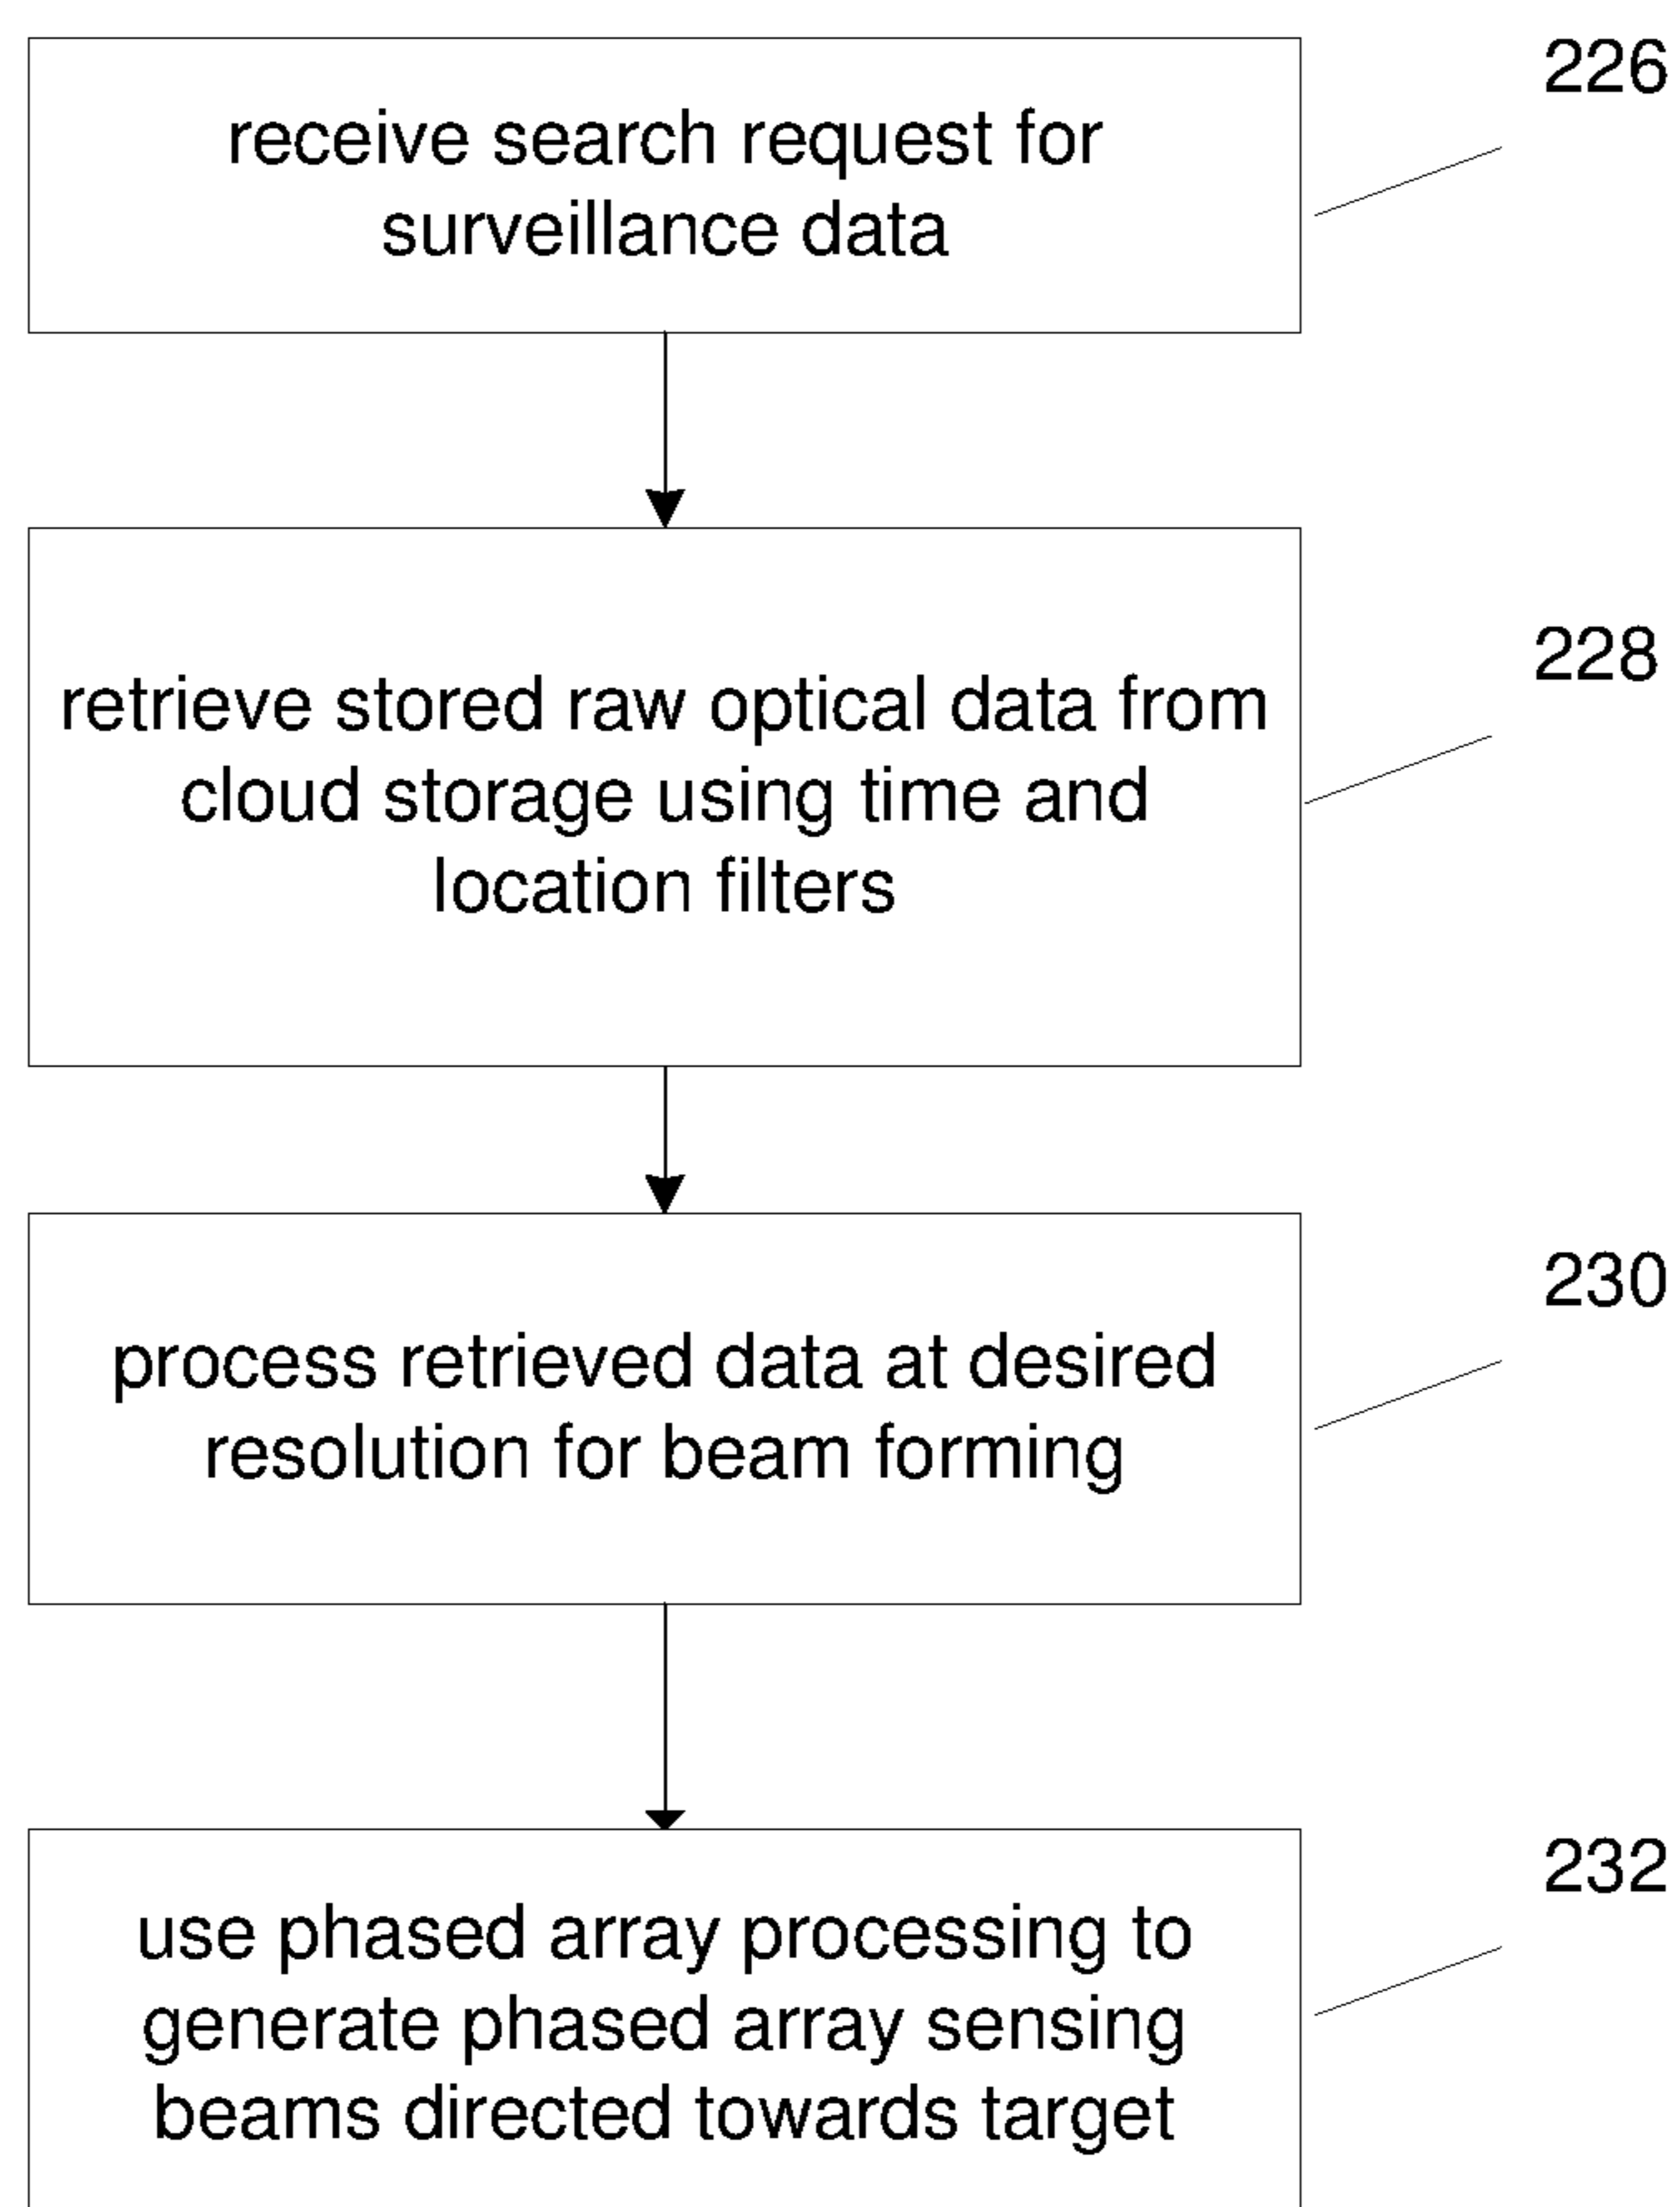 226
receive search request for
surveillance data
228
retrieve stored raw optical data from
cloud storage using time and
location filters
230
process retrieved data at desired
resolution for beam forming
232
use phased array processing to
generate phased array sensing
beams directed towards target